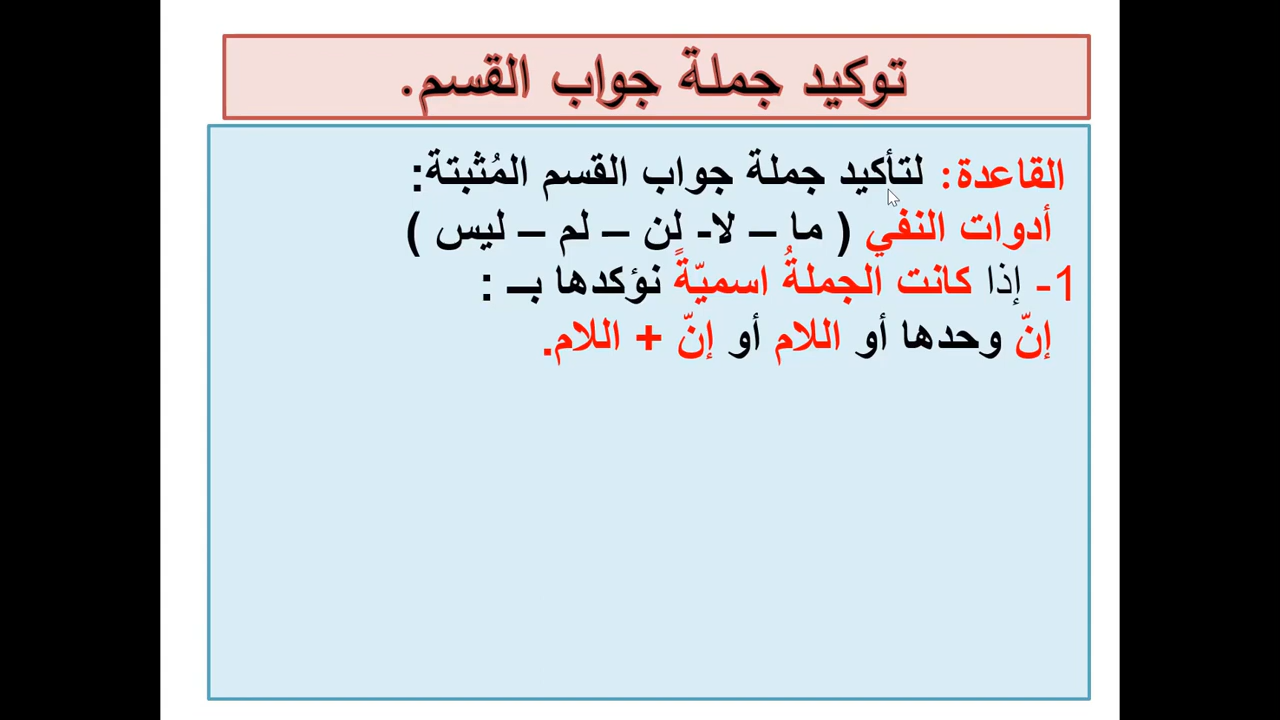 توكيد جملة جواب القسم.
القاعدة: لتأكيد جملة جواب القسم المُثبتة:
أدوات النفي ( ما – لا- لن – لم – ليس )
1- إذا كانت الجملةُ اسميّةً نؤكدها بــ :
إنّ وحدها أو اللام أو إنّ + اللام.